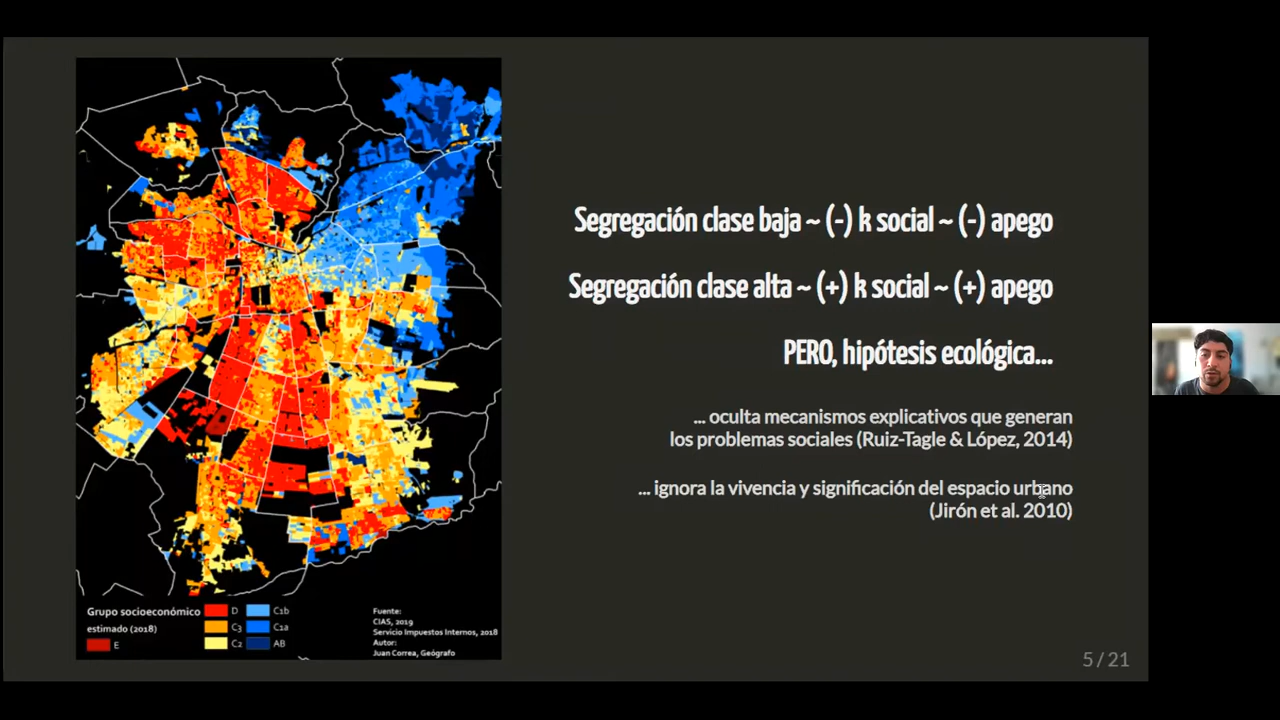 Segregación clase baja ~ (-) k social ~ (-) apego
Segregación clase alta ~ (+) k social ~ (+) apego
PERO, hipótesis ecológica...
... oculta mecanismos explicativos que generan
los problemas sociales (Ruiz-Tagle & López, 2014)
... ignora la vivencia y significación del espacio urbano
(Jirón et al. 2010)
Grupo socioeconómico
estimado (2018)
E
D
C3
C2
C1b
C1a
AB
Fuente:
CIAS, 2019
Servicio Impuestos Internos, 2018
Autor:
Juan Correa, Geógrafo
5 / 21